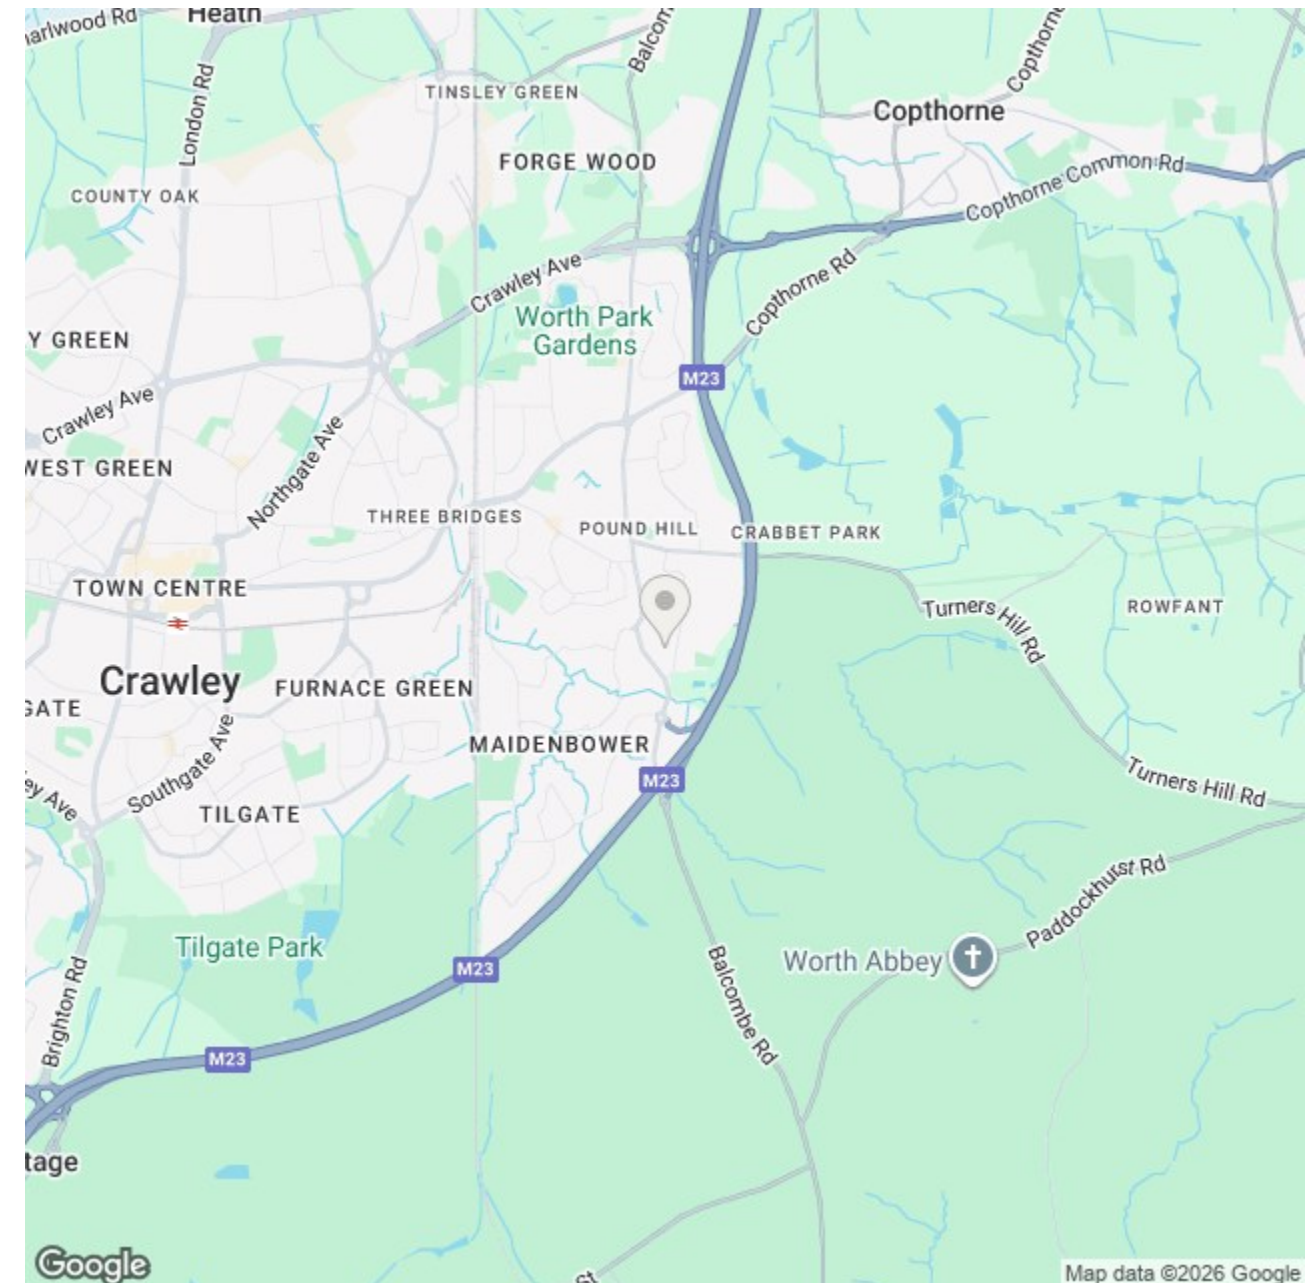 arlwood Rd
Heath
London Rd
Balcom
Copthorne
TINSLEY GREEN
Copthorne
FORGE WOOD
COUNTY OAK
Copthorne Common Rd
Crawley Ave
Copthorne Rd
Worth Park
Gardens
Y GREEN
M23
Crawley Ave
Northgate Ave
WEST GREEN
THREE BRIDGES
POUND HILL
CRABBET PARK
TOWN CENTRE
Turners Hill Rd
ROWFANT
Crawley
FURNACE GREEN
GATE
MAIDENBOWER
Southgate Ave
M23
ey Ave
Turners Hill Rd
TILGATE
Paddockhurst Rd
Tilgate Park
Worth Abbey
M23
Balcombe Rd
Brighton Rd
M23
tage
St
Google
Map data ©2026 Google